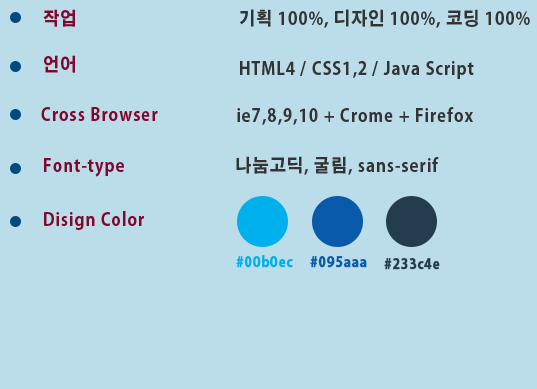 작업 기획 100%, 디자인 100%, 코딩 100%
언어 HTML4 / CSS1,2 / Java Script
Cross Browser ie7,8,9,10 + Crome + Firefox
Font-type 나눔고딕, 굴림, sans-serif
Disign Color
#00b0ec #095aaa #233c4e